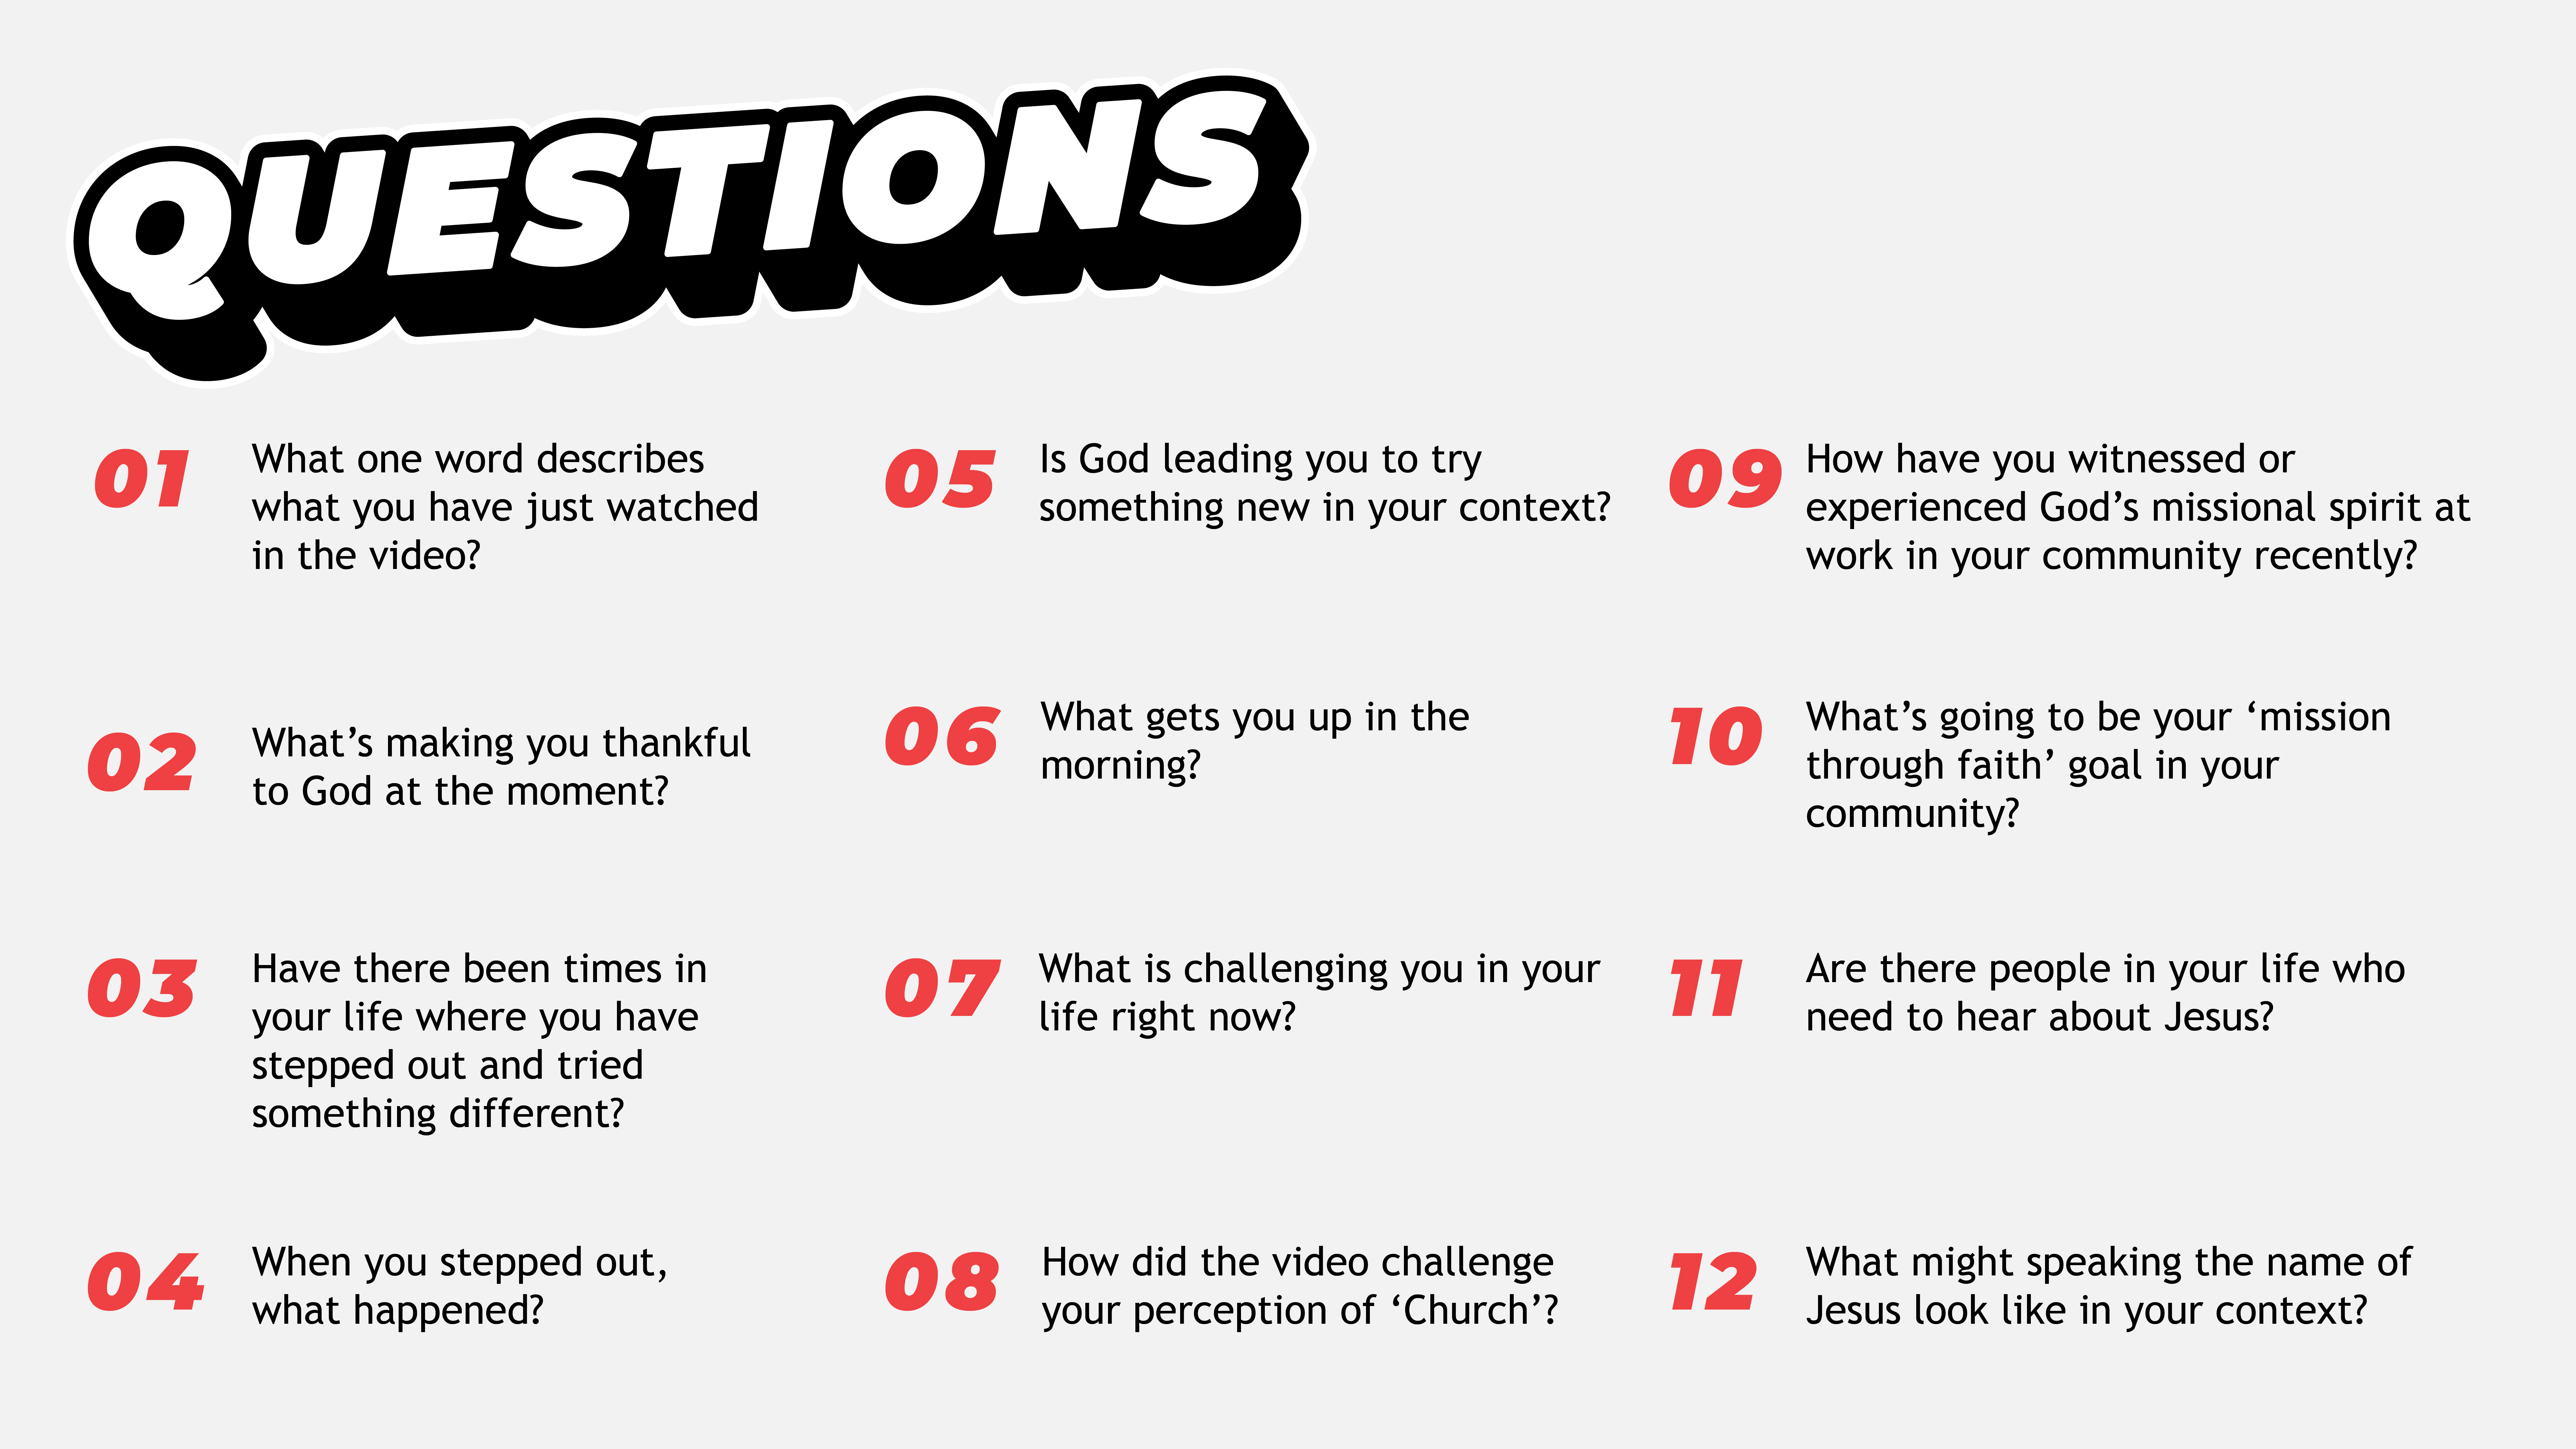 QUESTIONS
01
What one word describes
what you have just watched
in the video?
02
What’s making you thankful
to God at the moment?
03
Have there been times in
your life where you have
stepped out and tried
something different?
04
When you stepped out,
what happened?
05
Is God leading you to try
something new in your context?
06
What gets you up in the
morning?
07
What is challenging you in your
life right now?
08
How did the video challenge
your perception of ‘Church’?
09
How have you witnessed or
experienced God’s missional spirit at
work in your community recently?
10
What’s going to be your ‘mission
through faith’ goal in your
community?
11
Are there people in your life who
need to hear about Jesus?
12
What might speaking the name of
Jesus look like in your context?